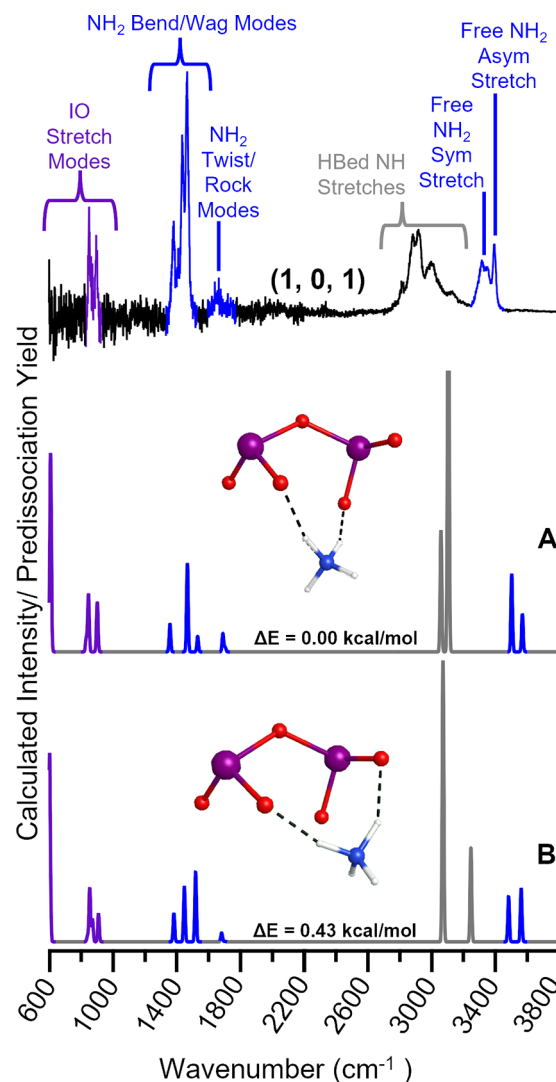 NH₂ Bend/Wag Modes
Free NH₂
Asym
Stretch
IO
Stretch
Modes
NH₂
Twist/
Rock
Modes
HBed NH
Stretches
Free
NH₂
Sym
Stretch
(1, 0, 1)
Calculated Intensity/ Predissociation Yield
A
ΔE = 0.00 kcal/mol
B
ΔE = 0.43 kcal/mol
600 1000 1400 1800 2200 2600 3000 3400 3800
Wavenumber (cm⁻¹)